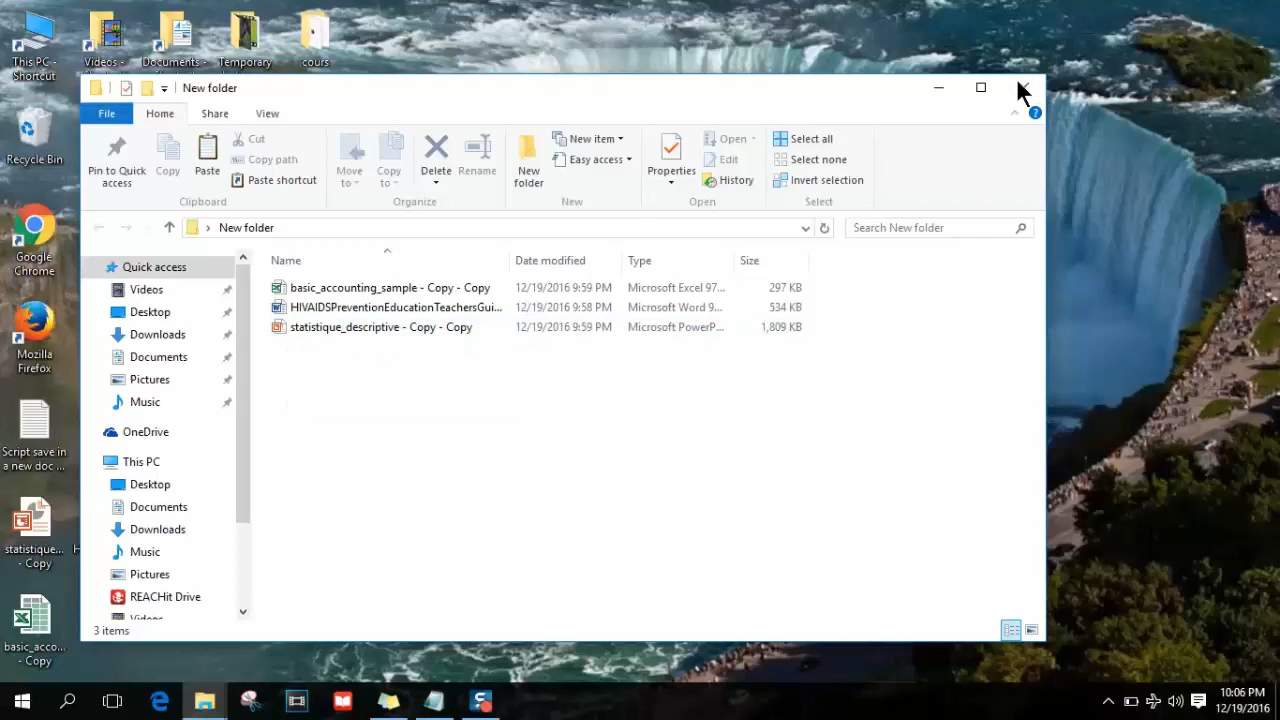 This PC -
Shortcut
Videos -
Documents -
Temporary
cours
New folder
File
Home
Share
View
Pin to Quick
access
Copy
Paste
Cut
Copy path
Paste shortcut
Clipboard
Move
to
Copy
to
Delete
Rename
Organize
New
folder
New item
Easy access
New
Properties
Open
Edit
History
Open
Select all
Select none
Invert selection
Select
New folder
Search New folder
Name
Date modified
Type
Size
basic_accounting_sample - Copy - Copy
12/19/2016 9:59 PM
Microsoft Excel 97...
297 KB
HIVAIDSPreventionEducationTeachersGui...
12/19/2016 9:58 PM
Microsoft Word 9...
534 KB
statistique_descriptive - Copy - Copy
12/19/2016 9:59 PM
Microsoft PowerP...
1,809 KB
Quick access
Videos
Desktop
Downloads
Documents
Pictures
Music
OneDrive
This PC
Desktop
Documents
Downloads
Music
Pictures
REACHit Drive
Videos
3 items
Recycle Bin
Google
Chrome
Mozilla
Firefox
Script save in
a new doc ...
statistique...
- Copy
H
basic_acco...
- Copy
10:06 PM
12/19/2016